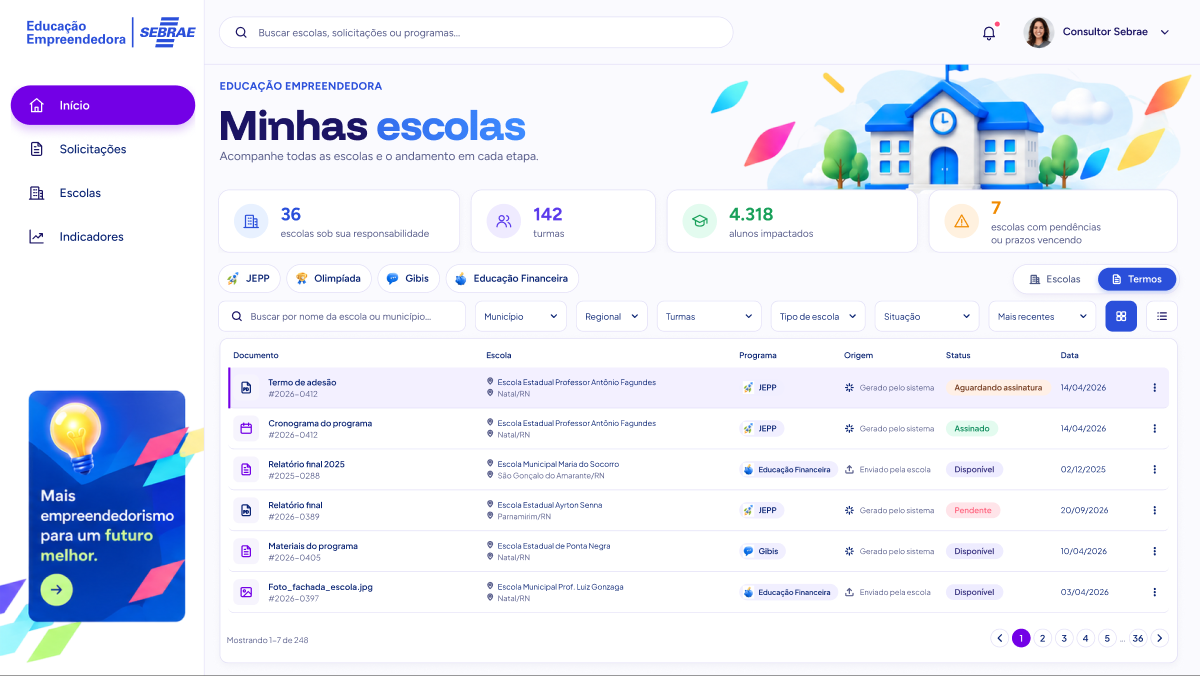 Educação
Empreendedora
SEBRAE
Buscar escolas, solicitações ou programas...
Consultor Sebrae
Início
Solicitações
Escolas
Indicadores
EDUCAÇÃO EMPREENDEDORA
Minhas escolas
Acompanhe todas as escolas e o andamento em cada etapa.
36
escolas sob sua responsabilidade
142
turmas
4.318
alunos impactados
7
escolas com pendências
ou prazos vencendo
JEPP
Olimpíada
Gibis
Educação Financeira
Escolas
Termos
Buscar por nome da escola ou município...
Município
Regional
Turmas
Tipo de escola
Situação
Mais recentes
Documento Escola Programa Origem Status Data
Termo de adesão
#2026-0412
Escola Estadual Professor Antônio Fagundes
Natal/RN
JEPP
Gerado pelo sistema
Aguardando assinatura
14/04/2026
Cronograma do programa
#2026-0412
Escola Estadual Professor Antônio Fagundes
Natal/RN
JEPP
Gerado pelo sistema
Assinado
14/04/2026
Relatório final 2025
#2025-0288
Escola Municipal Maria do Socorro
São Gonçalo do Amarante/RN
Educação Financeira
Enviado pela escola
Disponível
02/12/2025
Relatório final
#2026-0389
Escola Estadual Ayrton Senna
Parnamirim/RN
JEPP
Gerado pelo sistema
Pendente
20/09/2026
Materiais do programa
#2026-0405
Escola Estadual de Ponta Negra
Natal/RN
Gibis
Gerado pelo sistema
Disponível
10/04/2026
Foto_fachada_escola.jpg
#2026-0397
Escola Municipal Prof. Luiz Gonzaga
Natal/RN
Educação Financeira
Enviado pela escola
Disponível
03/04/2026
Mostrando 1-7 de 248
1 2 3 4 5 ... 36
Mais
empreendedorismo
para um futuro
melhor.